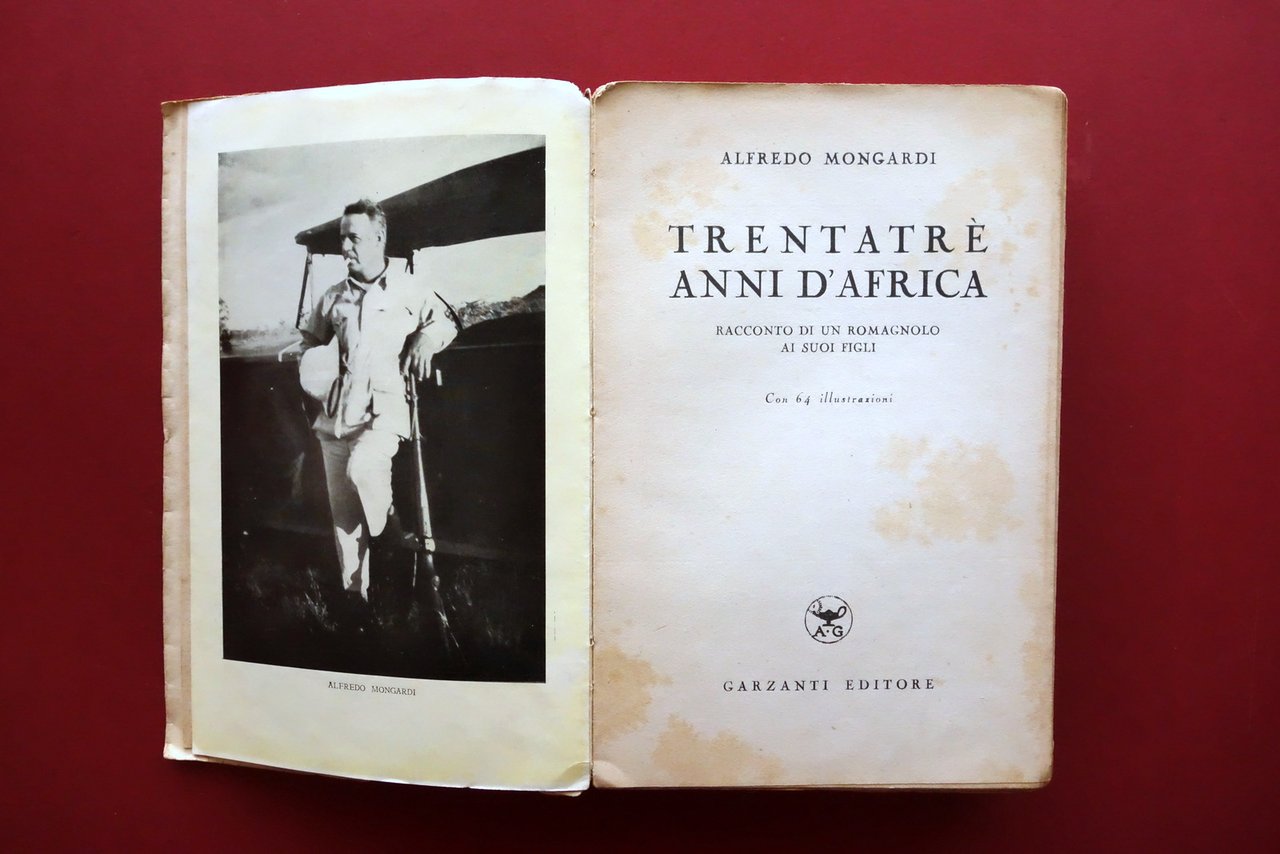 ALFREDO MONGARDI
ALFREDO MONGARDI
TRENTATRÈ
ANNI D'AFRICA
RACCONTO DI UN ROMAGNOLO
AI SUOI FIGLI
Con 64 illustrazioni
A·G
GARZANTI EDITORE